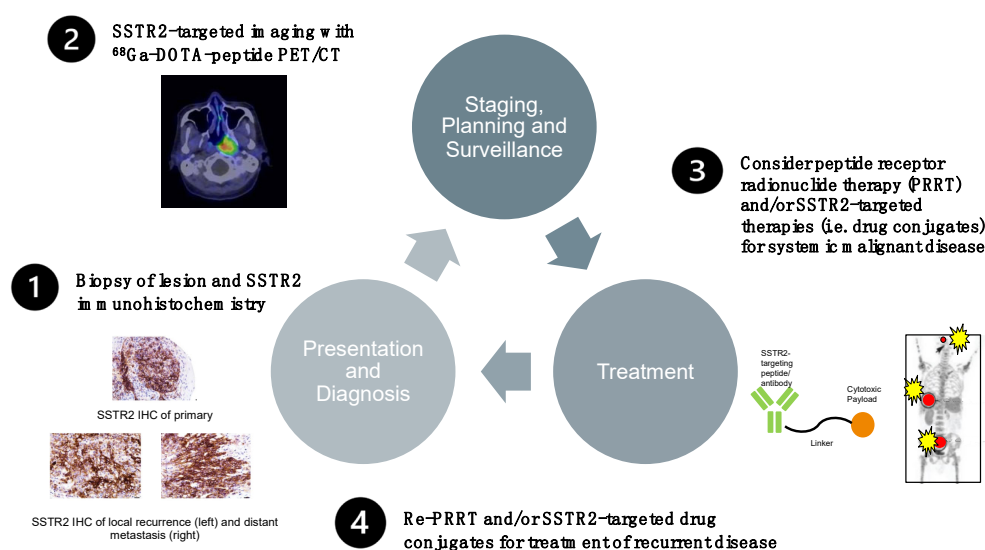 2
SSTR2-targeted imaging with
⁶⁸Ga-DOTA-peptide PET/CT
Staging,
Planning and
Surveillance
3
Consider peptide receptor
radionuclide therapy (PRRT)
and/or SSTR2-targeted
therapies (i.e. drug conjugates)
for systemic malignant disease
1
Biopsy of lesion and SSTR2
immunohistochemistry
SSTR2 IHC of primary
SSTR2 IHC of local recurrence (left) and distant
metastasis (right)
Presentation
and
Diagnosis
Treatment
SSTR2-
targeting
peptide/
antibody
Cytotoxic
Payload
Linker
4
Re-PRRT and/or SSTR2-targeted drug
conjugates for treatment of recurrent disease